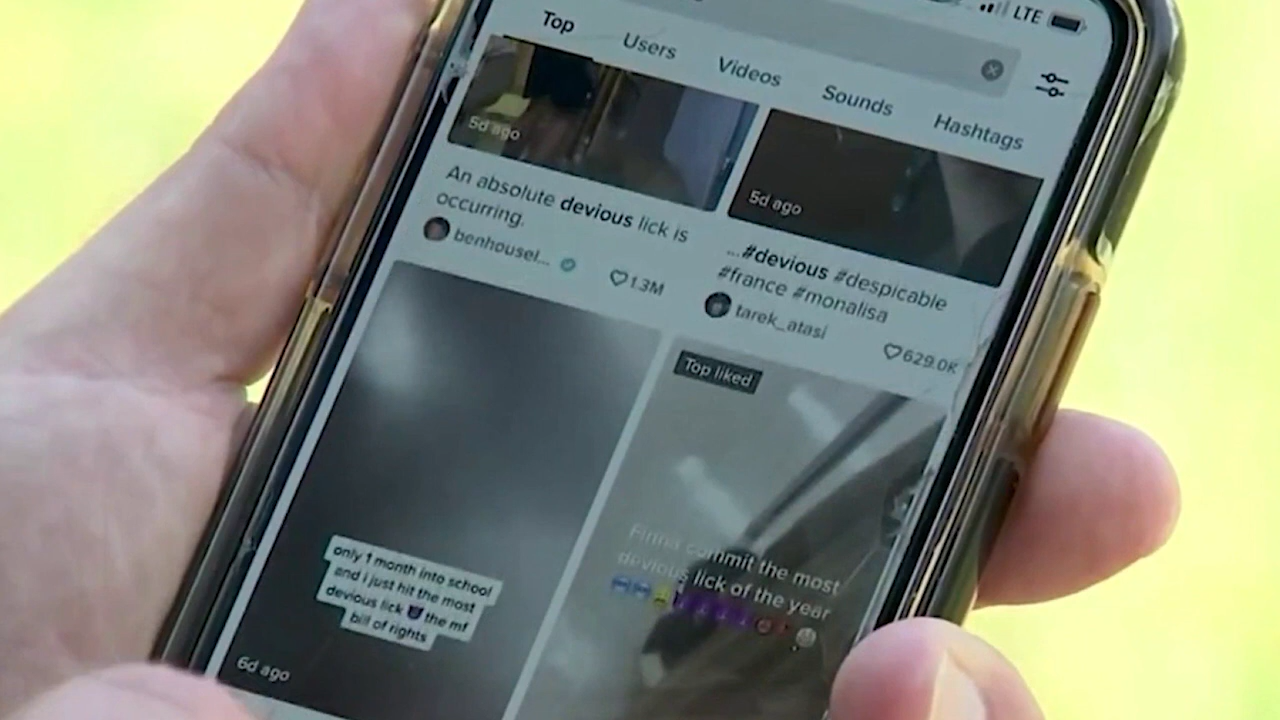 LTE
Top Users Videos Sounds Hashtags
5d ago
5d ago
An absolute devious lick is
occurring.
benhousel...
1.3M
...#devious #despicable
#france #monalisa
tarek_atasi
629.0K
Top liked
only 1 month into school
and i just hit the most
devious lick 😈 the mf
bill of rights
6d ago
Finna commit the most
devious lick of the year